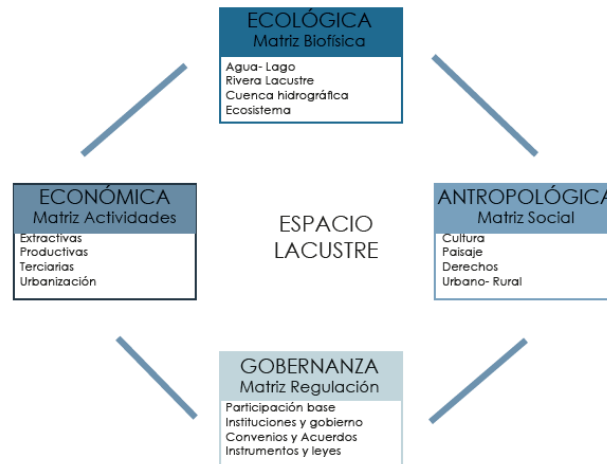 ECOLÓGICA
Matriz Biofísica
Agua- Lago
Rivera Lacustre
Cuenca hidrográfica
Ecosistema
ECONÓMICA
Matriz Actividades
Extractivas
Productivas
Terciarias
Urbanización
ESPACIO
LACUSTRE
ANTROPOLÓGICA
Matriz Social
Cultura
Paisaje
Derechos
Urbano- Rural
GOBERNANZA
Matriz Regulación
Participación base
Instituciones y gobierno
Convenios y Acuerdos
Instrumentos y leyes